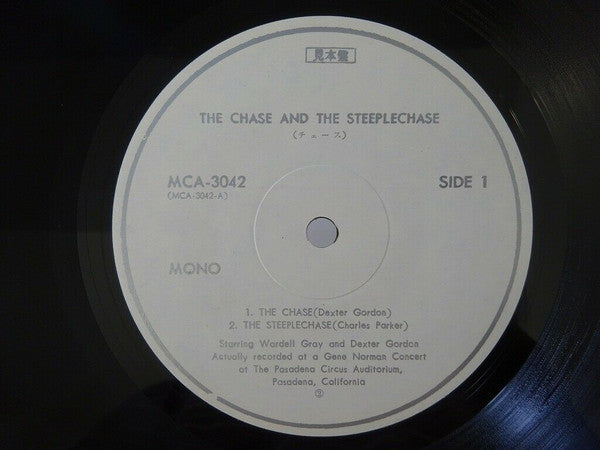 見本盤
THE CHASE AND THE STEEPLECHASE
(チェース)
MCA-3042
(MCA-3042-A)
SIDE 1
MONO
1. THE CHASE(Dexter Gordon)
2. THE STEEPLECHASE(Charles Parker)
Starring Wardell Gray and Dexter Gordon
Actually recorded at a Gene Norman Concert
at The Pasadena Circus Auditorium,
Pasadena, California